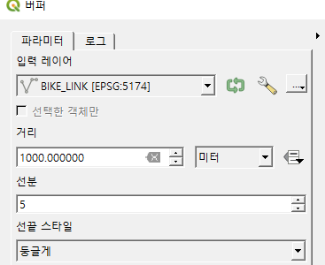 버퍼
파라미터 로그
입력 레이어
BIKE_LINK [EPSG:5174]
...
선택한 객체만
거리
1000.000000 미터
선분
5
선끝 스타일
둥글게